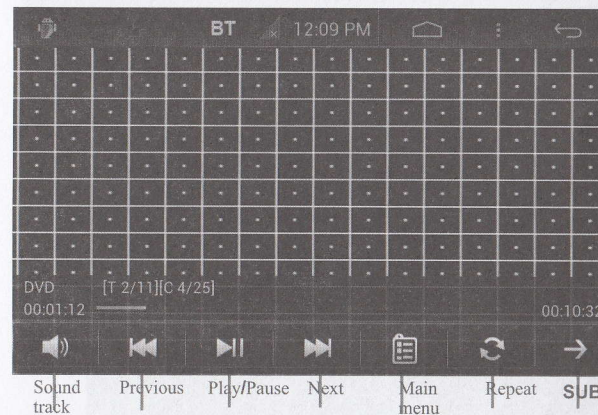 BT 12:09 PM
DVD [T 2/11][C 4/25]
00:01:12 00:10:32
Sound Previous Play/Pause Next Main Repeat SUB
track menu